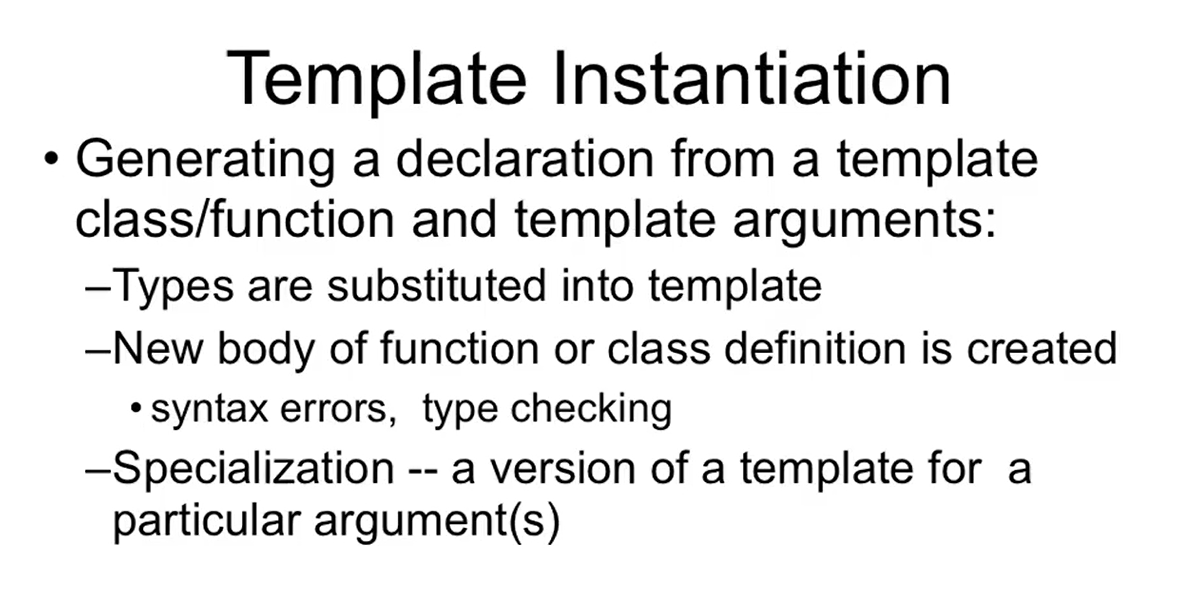 Template Instantiation
• Generating a declaration from a template
class/function and template arguments:
–Types are substituted into template
–New body of function or class definition is created
• syntax errors,  type checking
–Specialization -- a version of a template for  a
particular argument(s)